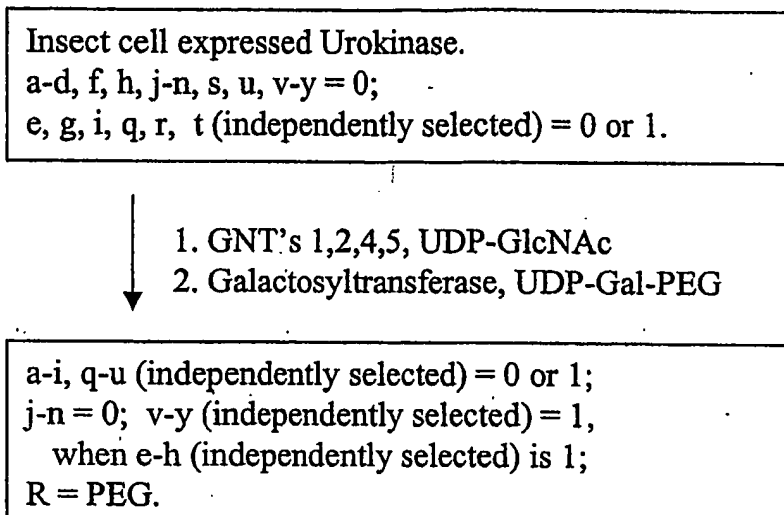 Insect cell expressed Urokinase.
a-d, f, h, j-n, s, u, v-y = 0;
e, g, i, q, r, t (independently selected) = 0 or 1.
1. GNT's 1,2,4,5, UDP-GlcNAc
2. Galactosyltransferase, UDP-Gal-PEG
a-i, q-u (independently selected) = 0 or 1;
j-n = 0; v-y (independently selected) = 1,
when e-h (independently selected) is 1;
R = PEG.